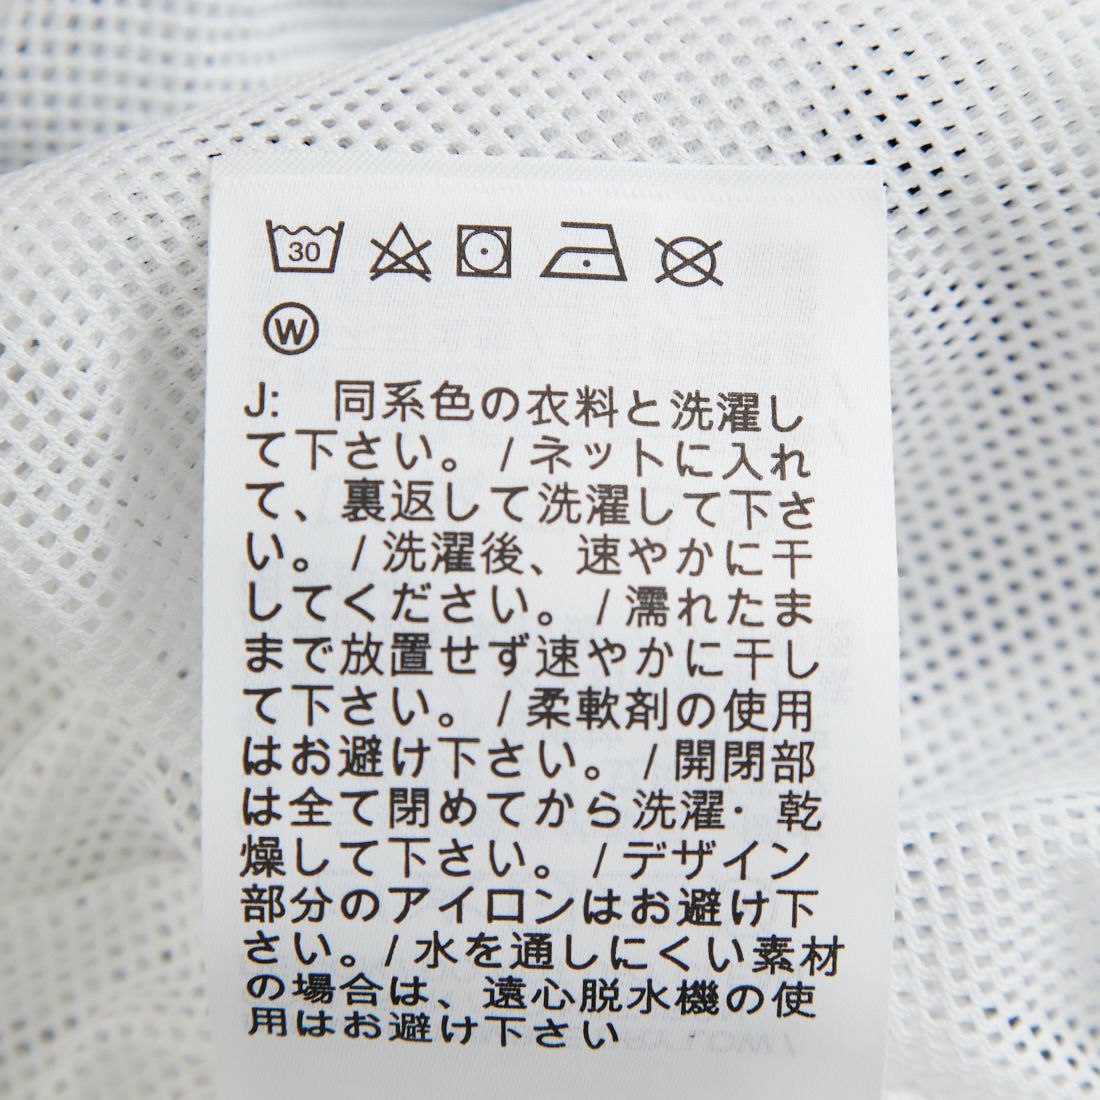 30
W
J: 同系色の衣料と洗濯し
て下さい。/ネットに入れ
て、裏返して洗濯して下さ
い。/洗濯後、速やかに干
してください。/濡れたま
まで放置せず速やかに干し
て下さい。/柔軟剤の使用
はお避け下さい。/開閉部
は全て閉めてから洗濯・乾
燥して下さい。/デザイン
部分のアイロンはお避け下
さい。/水を通しにくい素材
の場合は、遠心脱水機の使
用はお避け下さい